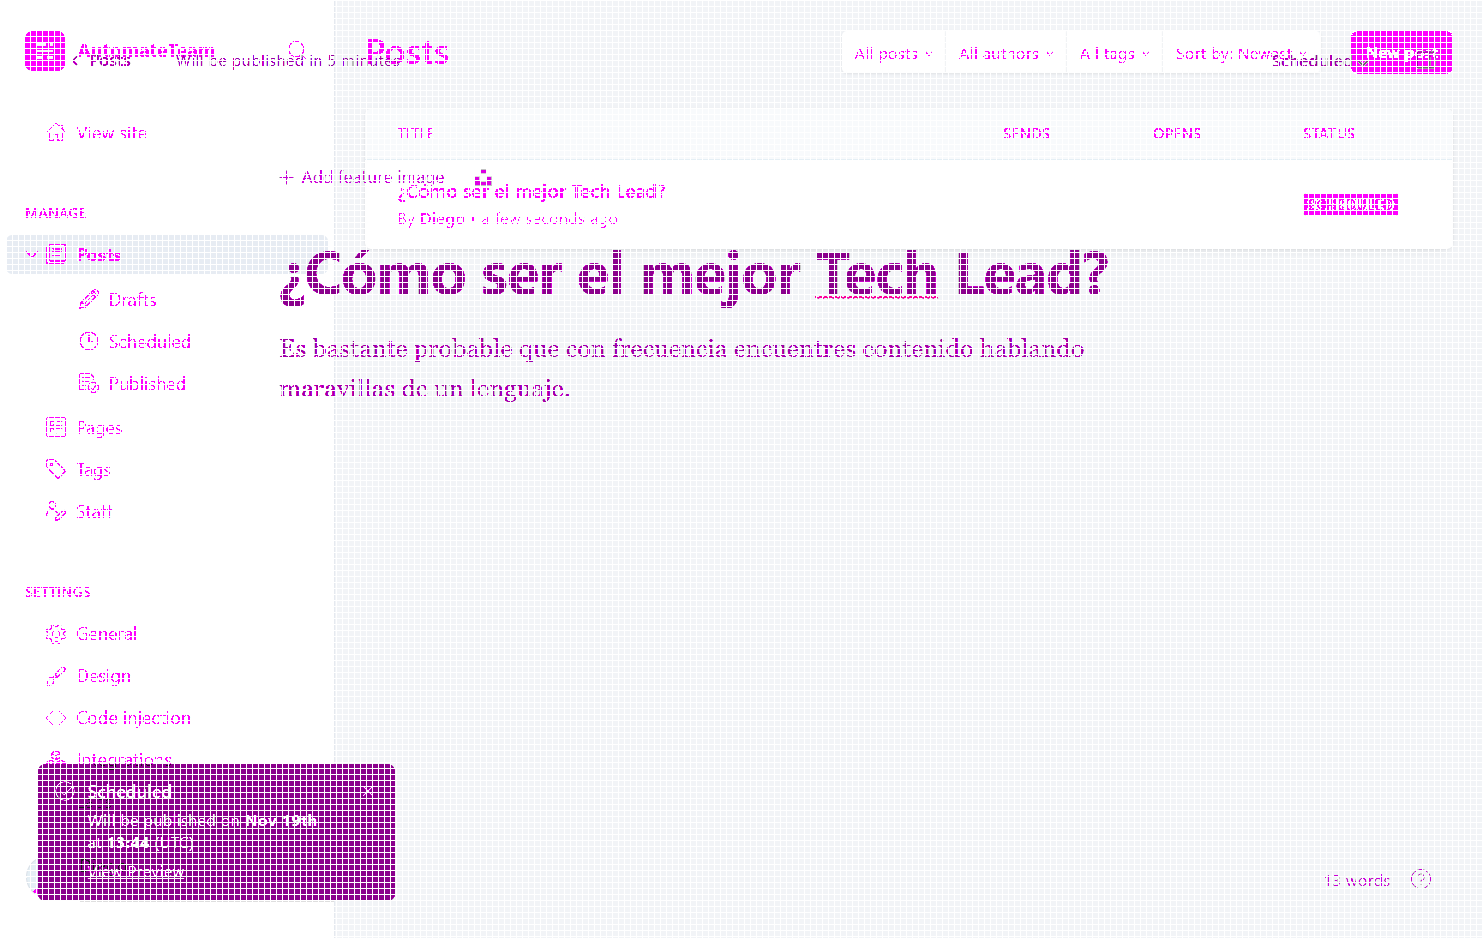 AutomateTeam
Posts
Will be published in 5 minutes
Posts
All posts
All authors
All tags
Sort by: Newest
Scheduled
New post
View site
TITLE
SENDS
OPENS
STATUS
Add feature image
¿Cómo ser el mejor Tech Lead?
By Diego • a few seconds ago
SCHEDULED
MANAGE
Posts
¿Cómo ser el mejor Tech Lead?
Drafts
Scheduled
Es bastante probable que con frecuencia encuentres contenido hablando
maravillas de un lenguaje.
Published
Pages
Tags
Staff
SETTINGS
General
Design
Code injection
Integrations
Scheduled
Will be published on Nov 19th
at 13:44 (UTC)
View Preview
13 words